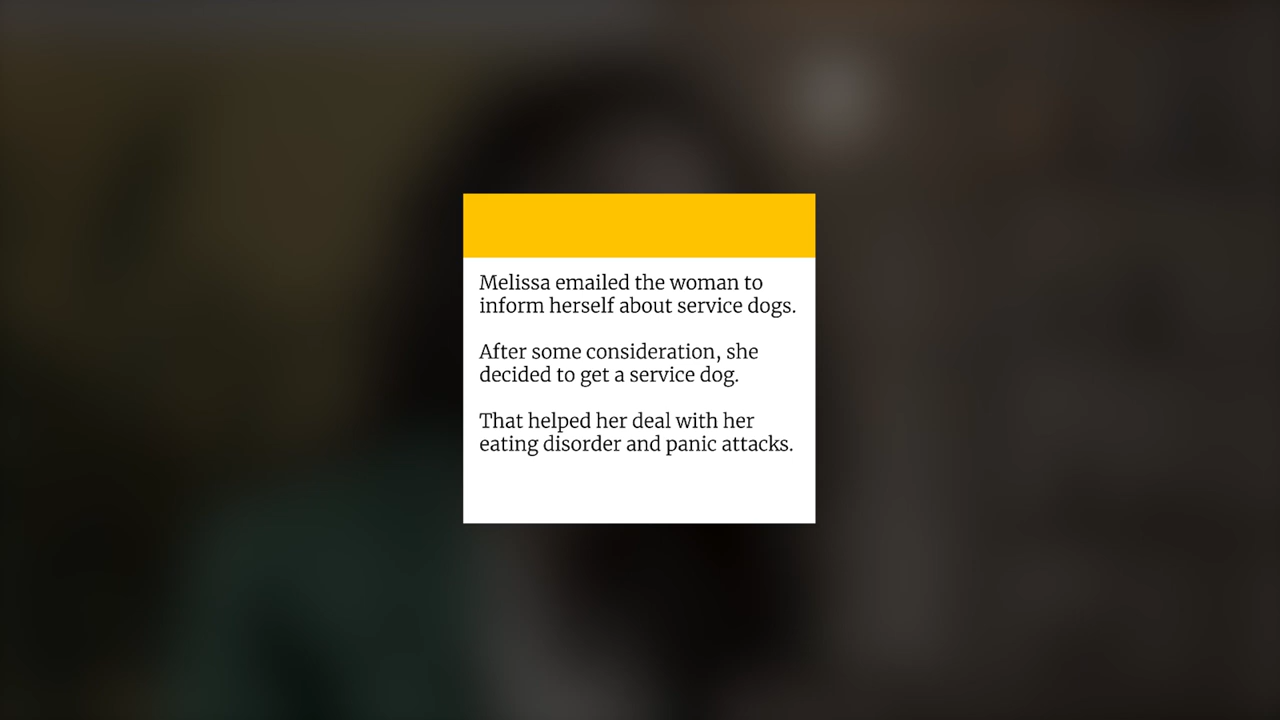 Melissa emailed the woman to
inform herself about service dogs.
After some consideration, she
decided to get a service dog.
That helped her deal with her
eating disorder and panic attacks.